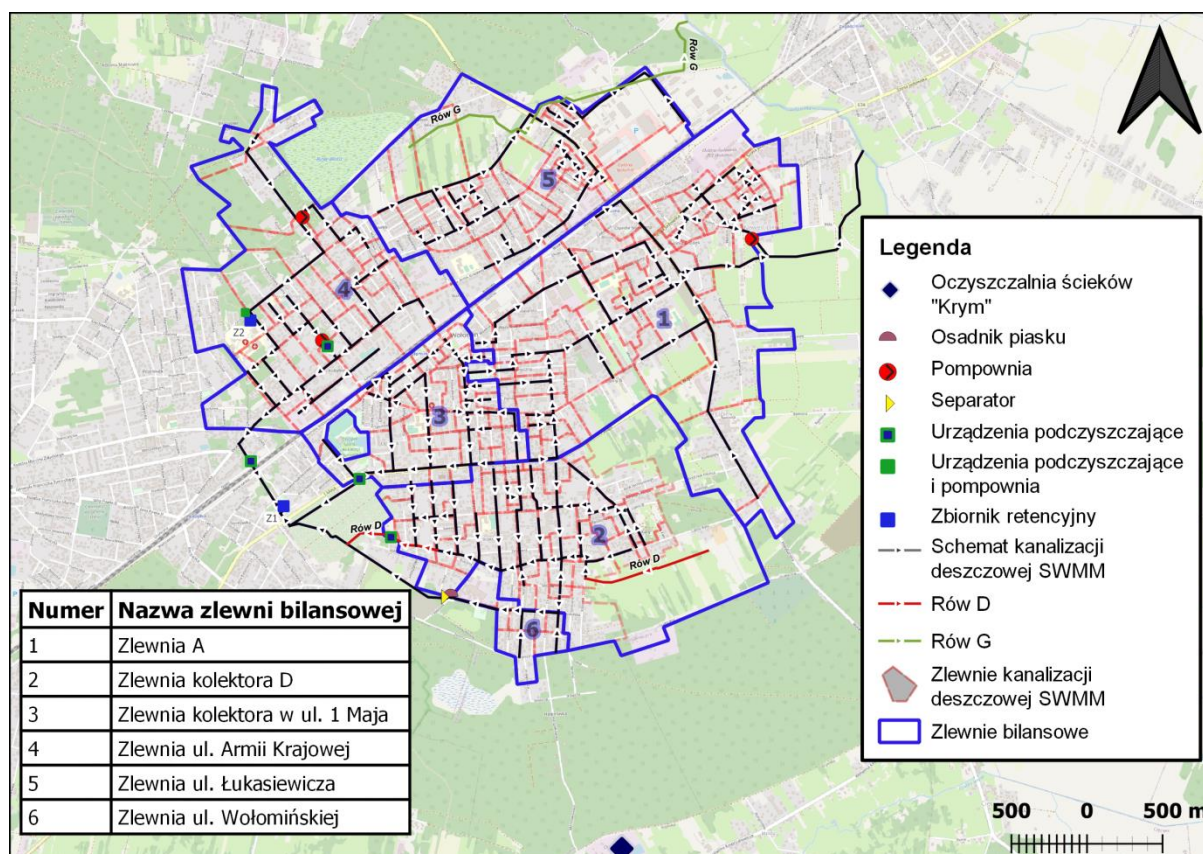 Rów G
Rów G
5
4
1
Z2
3
Z1
Rów D
2
Rów D
6
P
Legenda
Oczyszczalnia ścieków
"Krym"
Osadnik piasku
Pompownia
Separator
Urządzenia podczyszczające
Urządzenia podczyszczające
i pompownia
Zbiornik retencyjny
Schemat kanalizacji
deszczowej SWMM
Rów D
Rów G
Zlewnie kanalizacji
deszczowej SWMM
Zlewnie bilansowe
Numer Nazwa zlewni bilansowej
1 Zlewnia A
2 Zlewnia kolektora D
3 Zlewnia kolektora w ul. 1 Maja
4 Zlewnia ul. Armii Krajowej
5 Zlewnia ul. Łukasiewicza
6 Zlewnia ul. Wołomińskiej
500 0 500 m